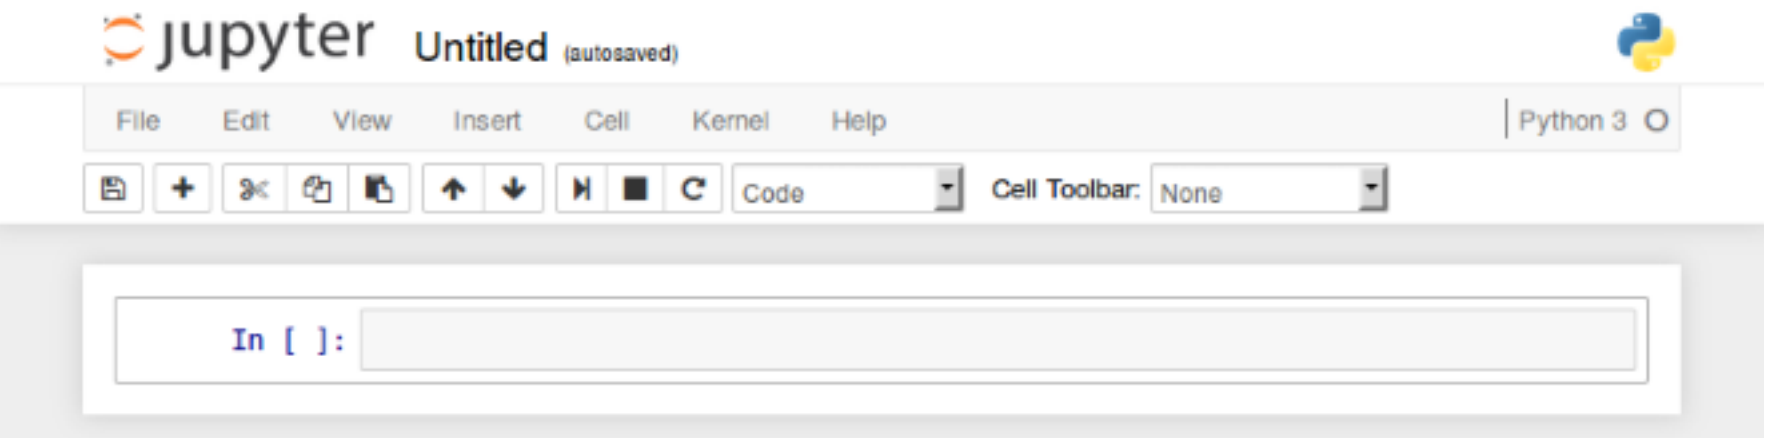 jupyter Untitled (autosaved)
File Edit View Insert Cell Kernel Help Python 3
Code Cell Toolbar: None
In [ ]: